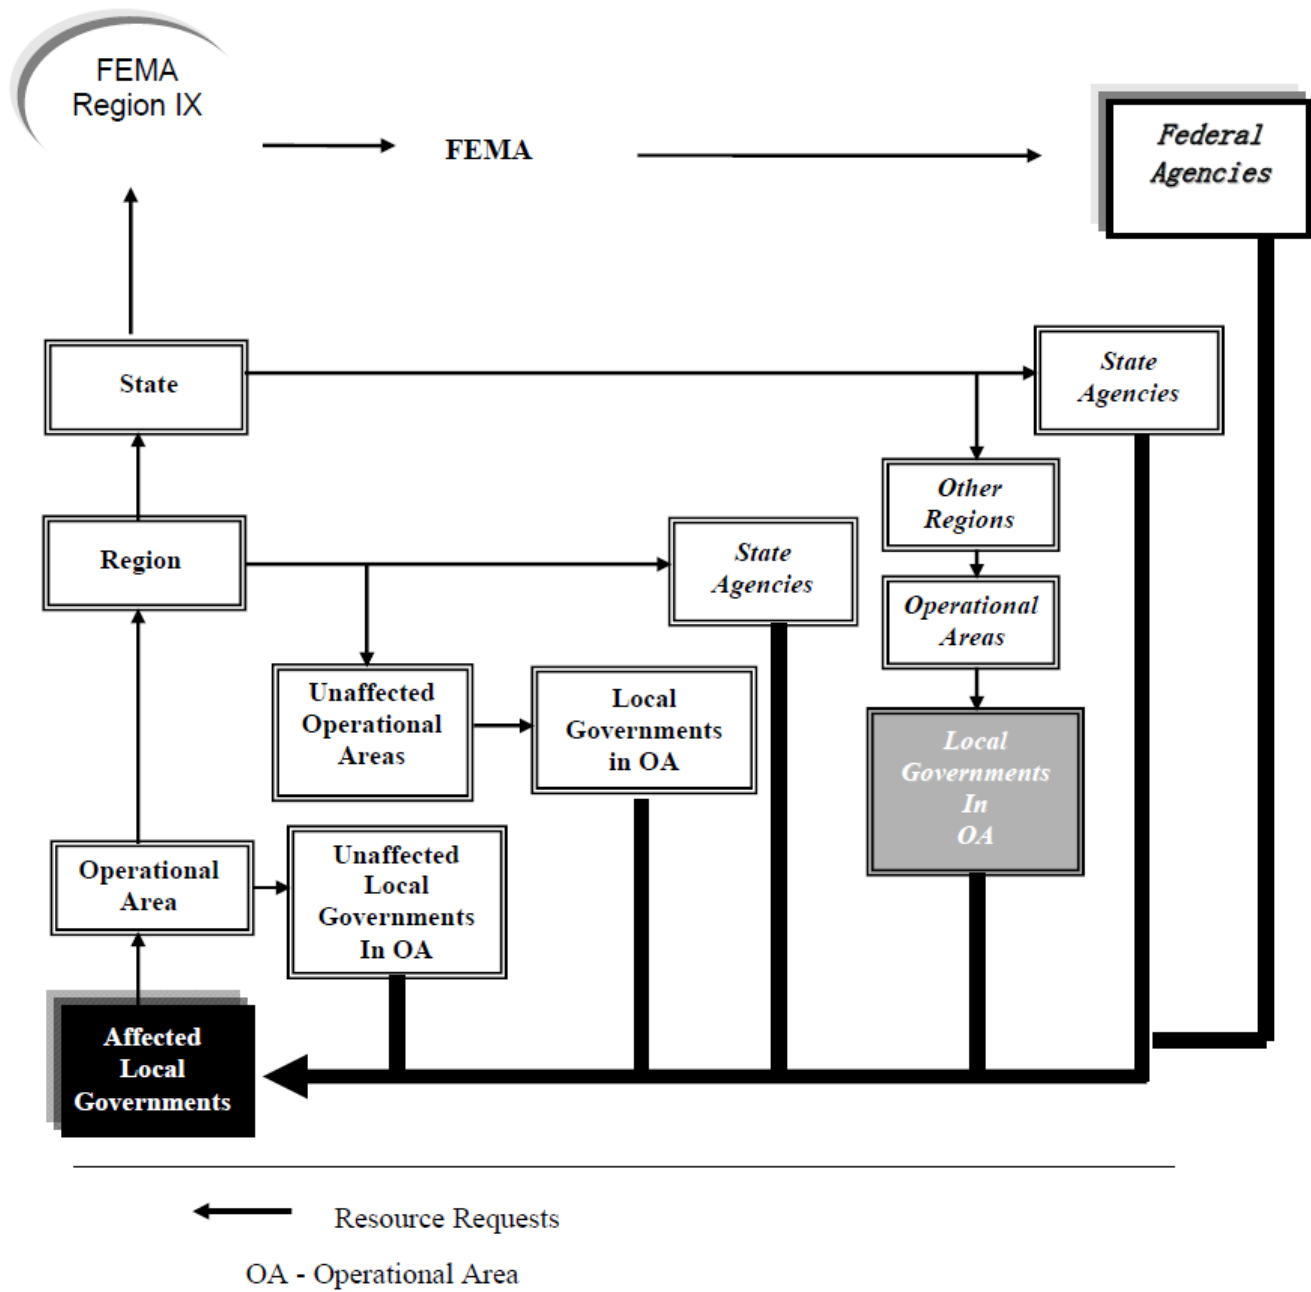 FEMA
Region IX
FEMA
Federal
Agencies
State
State
Agencies
Other
Regions
Region
State
Agencies
Operational
Areas
Unaffected
Operational
Areas
Local
Governments
in OA
Local
Governments
In
OA
Operational
Area
Unaffected
Local
Governments
In OA
Affected
Local
Governments
Resource Requests
OA - Operational Area